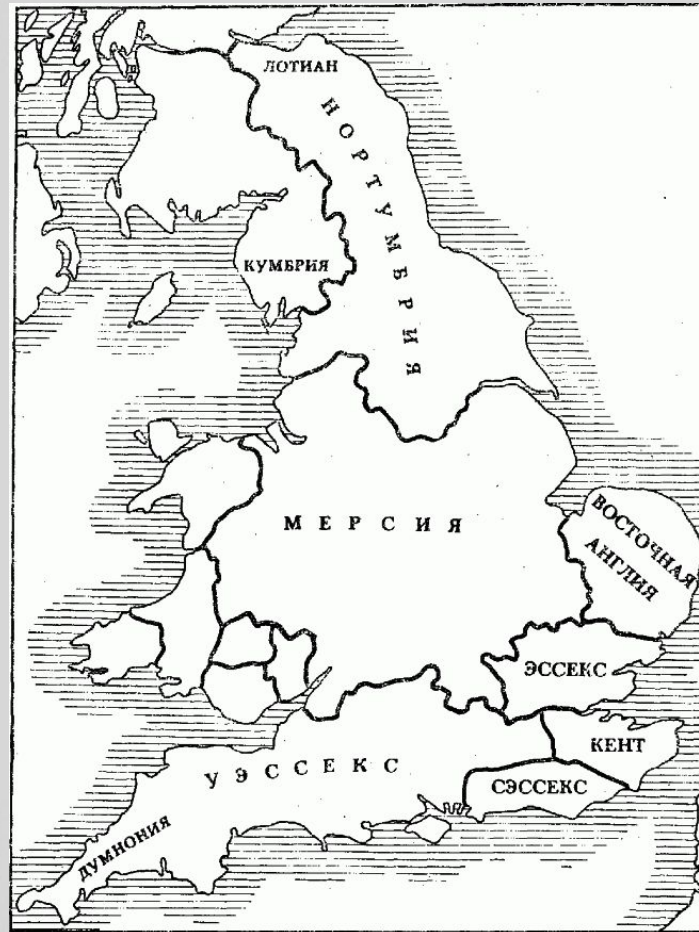 ЛОТИАН
НОРТУМБРИЯ
КУМБРИЯ
МЕРСИЯ
ВОСТОЧНАЯ
АНГЛИЯ
ЭССЕКС
КЕНТ
УЭССЕКС
СЭССЕКС
ДУМНОНИЯ